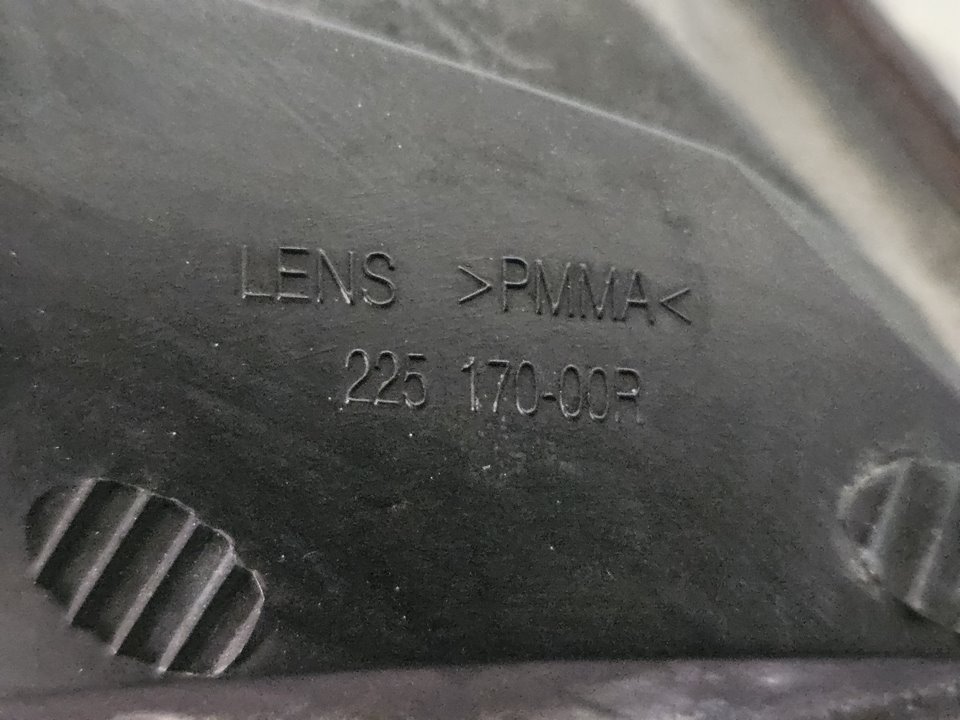 LENS >PMMA<
225 170-00R